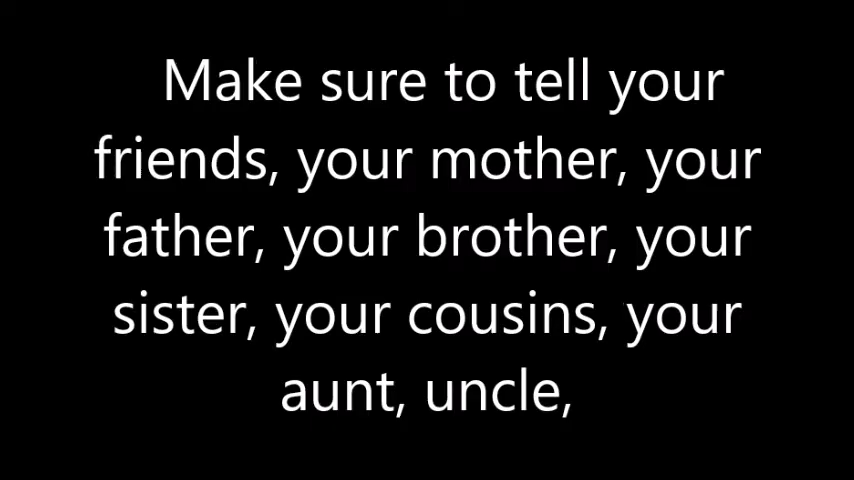 Make sure to tell your
friends, your mother, your
father, your brother, your
sister, your cousins, your
aunt, uncle,